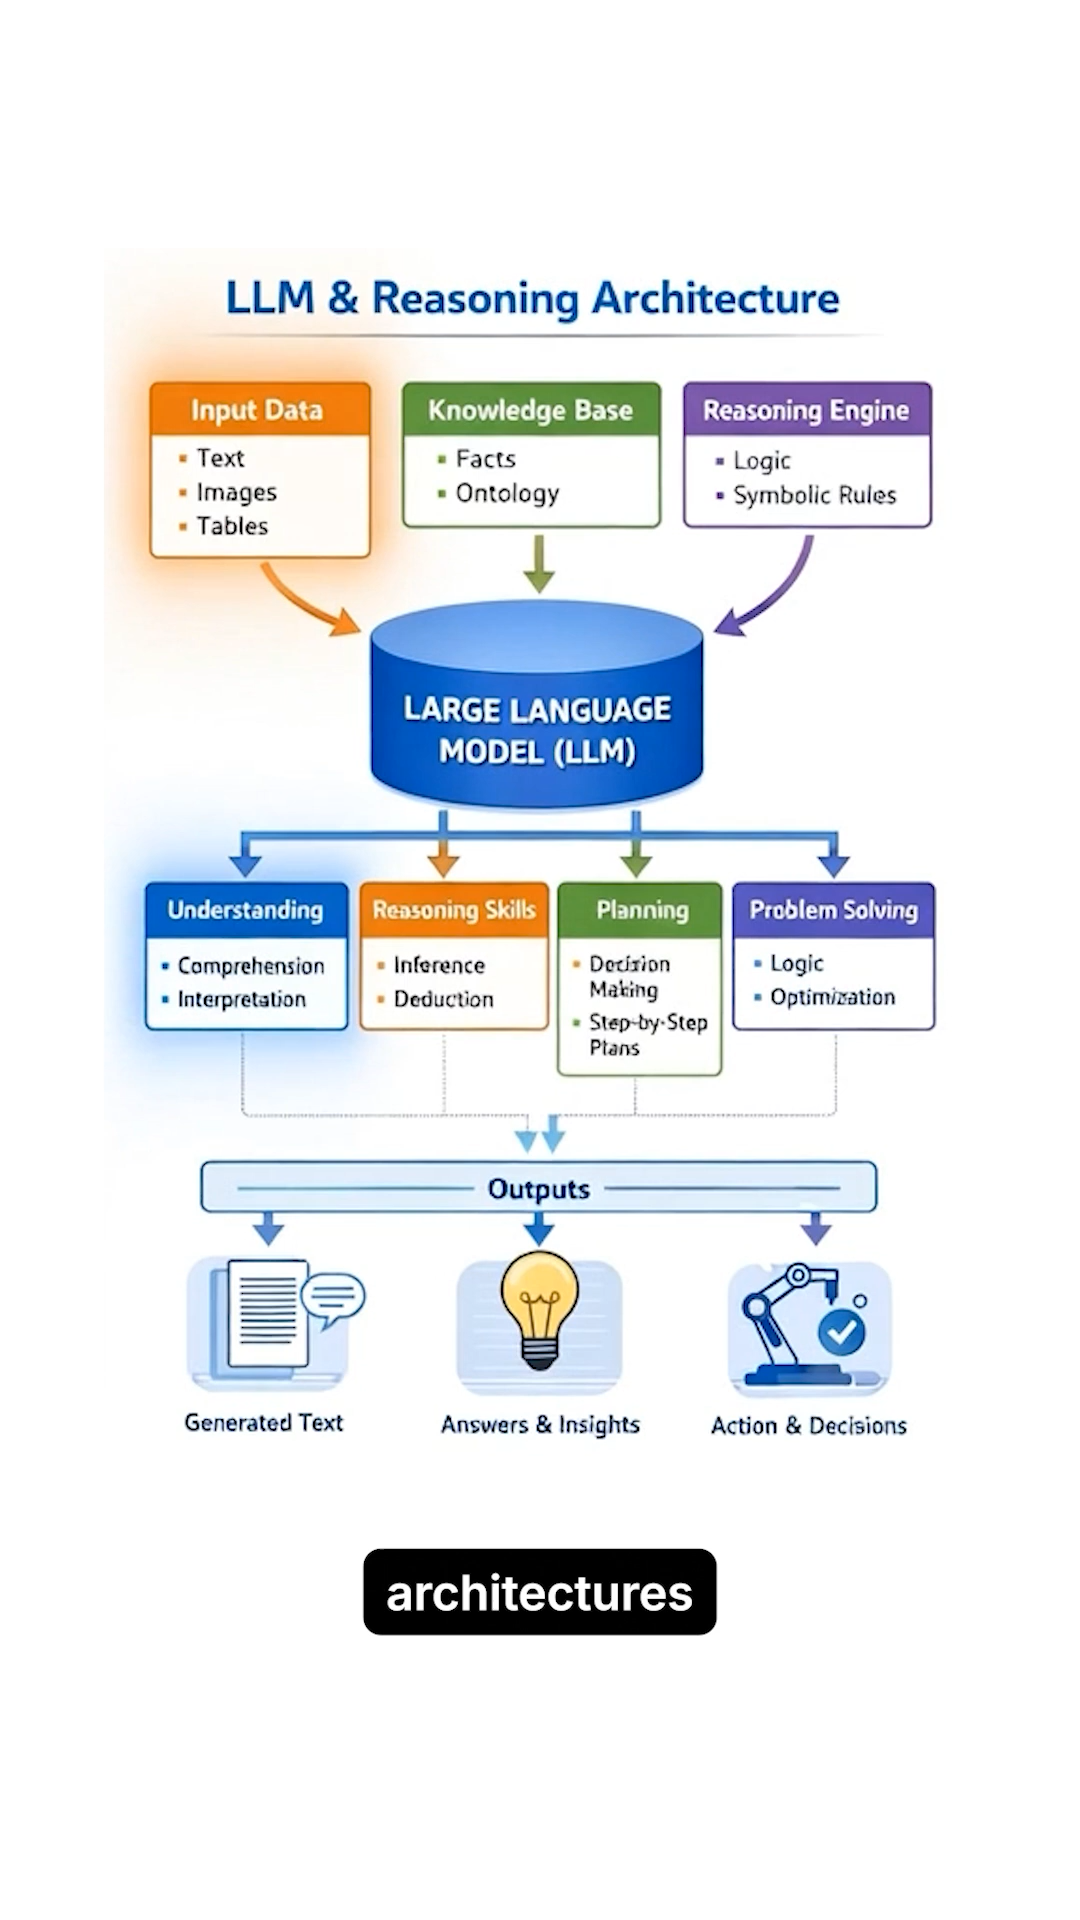 LLM & Reasoning Architecture
Input Data
Text
Images
Tables
Knowledge Base
Facts
Ontology
Reasoning Engine
Logic
Symbolic Rules
LARGE LANGUAGE
MODEL (LLM)
Understanding
Comprehension
Interpretation
Reasoning Skills
Inference
Deduction
Planning
Decision
Making
Step-by-Step
Plans
Problem Solving
Logic
Optimization
Outputs
Generated Text
Answers & Insights
Action & Decisions
architectures